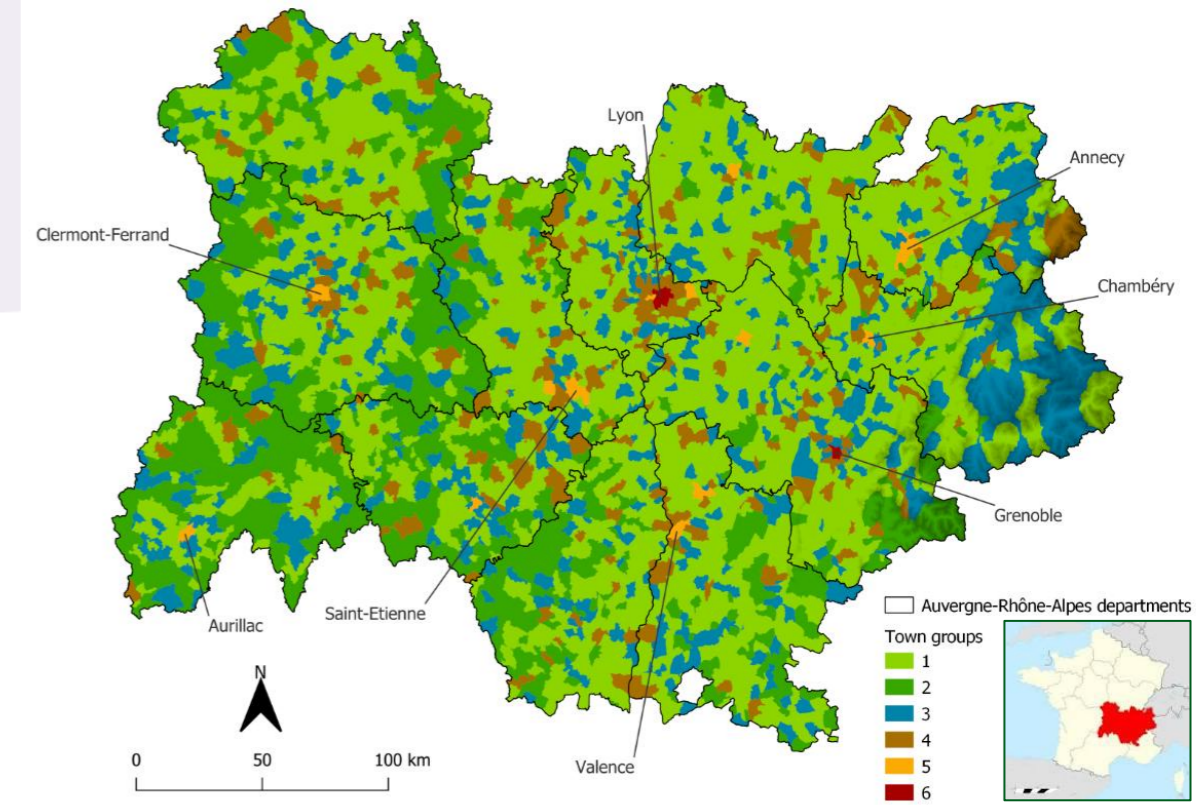 Lyon
Annecy
Clermont-Ferrand
Chambéry
Grenoble
Saint-Etienne
Aurillac
Valence
N
0 50 100 km
Auvergne-Rhône-Alpes departments
Town groups
1
2
3
4
5
6